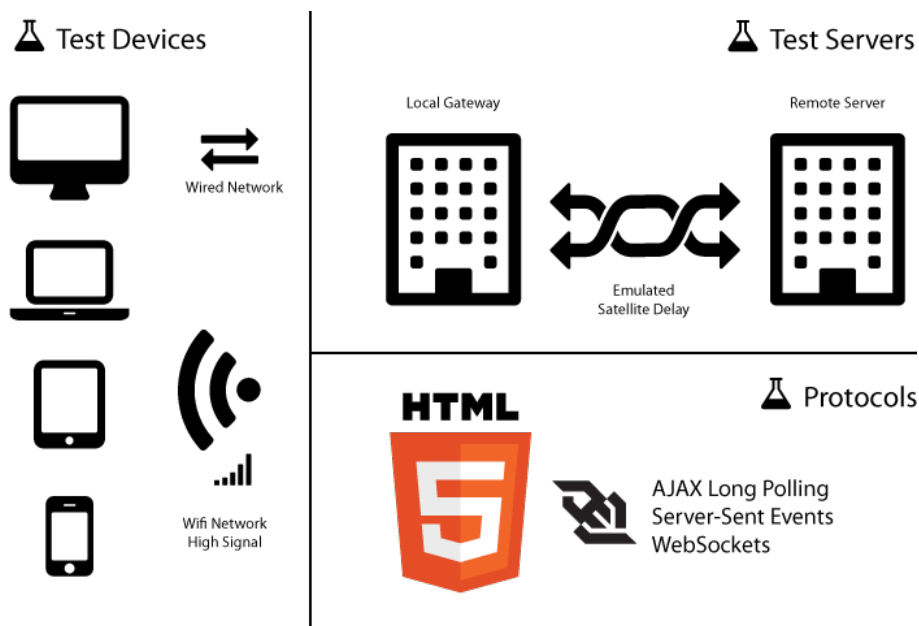 Test Devices
Wired Network
Wifi Network
High Signal
Test Servers
Local Gateway
Remote Server
Emulated
Satellite Delay
Protocols
HTML
5
AJAX Long Polling
Server-Sent Events
WebSockets